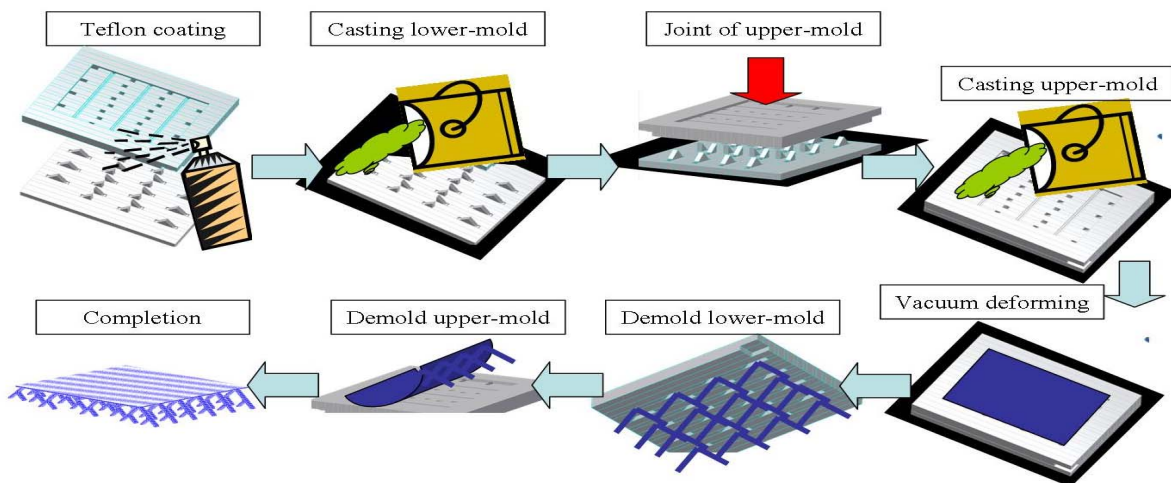 Teflon coating
Casting lower-mold
Joint of upper-mold
Casting upper-mold
Vacuum deforming
Demold lower-mold
Demold upper-mold
Completion